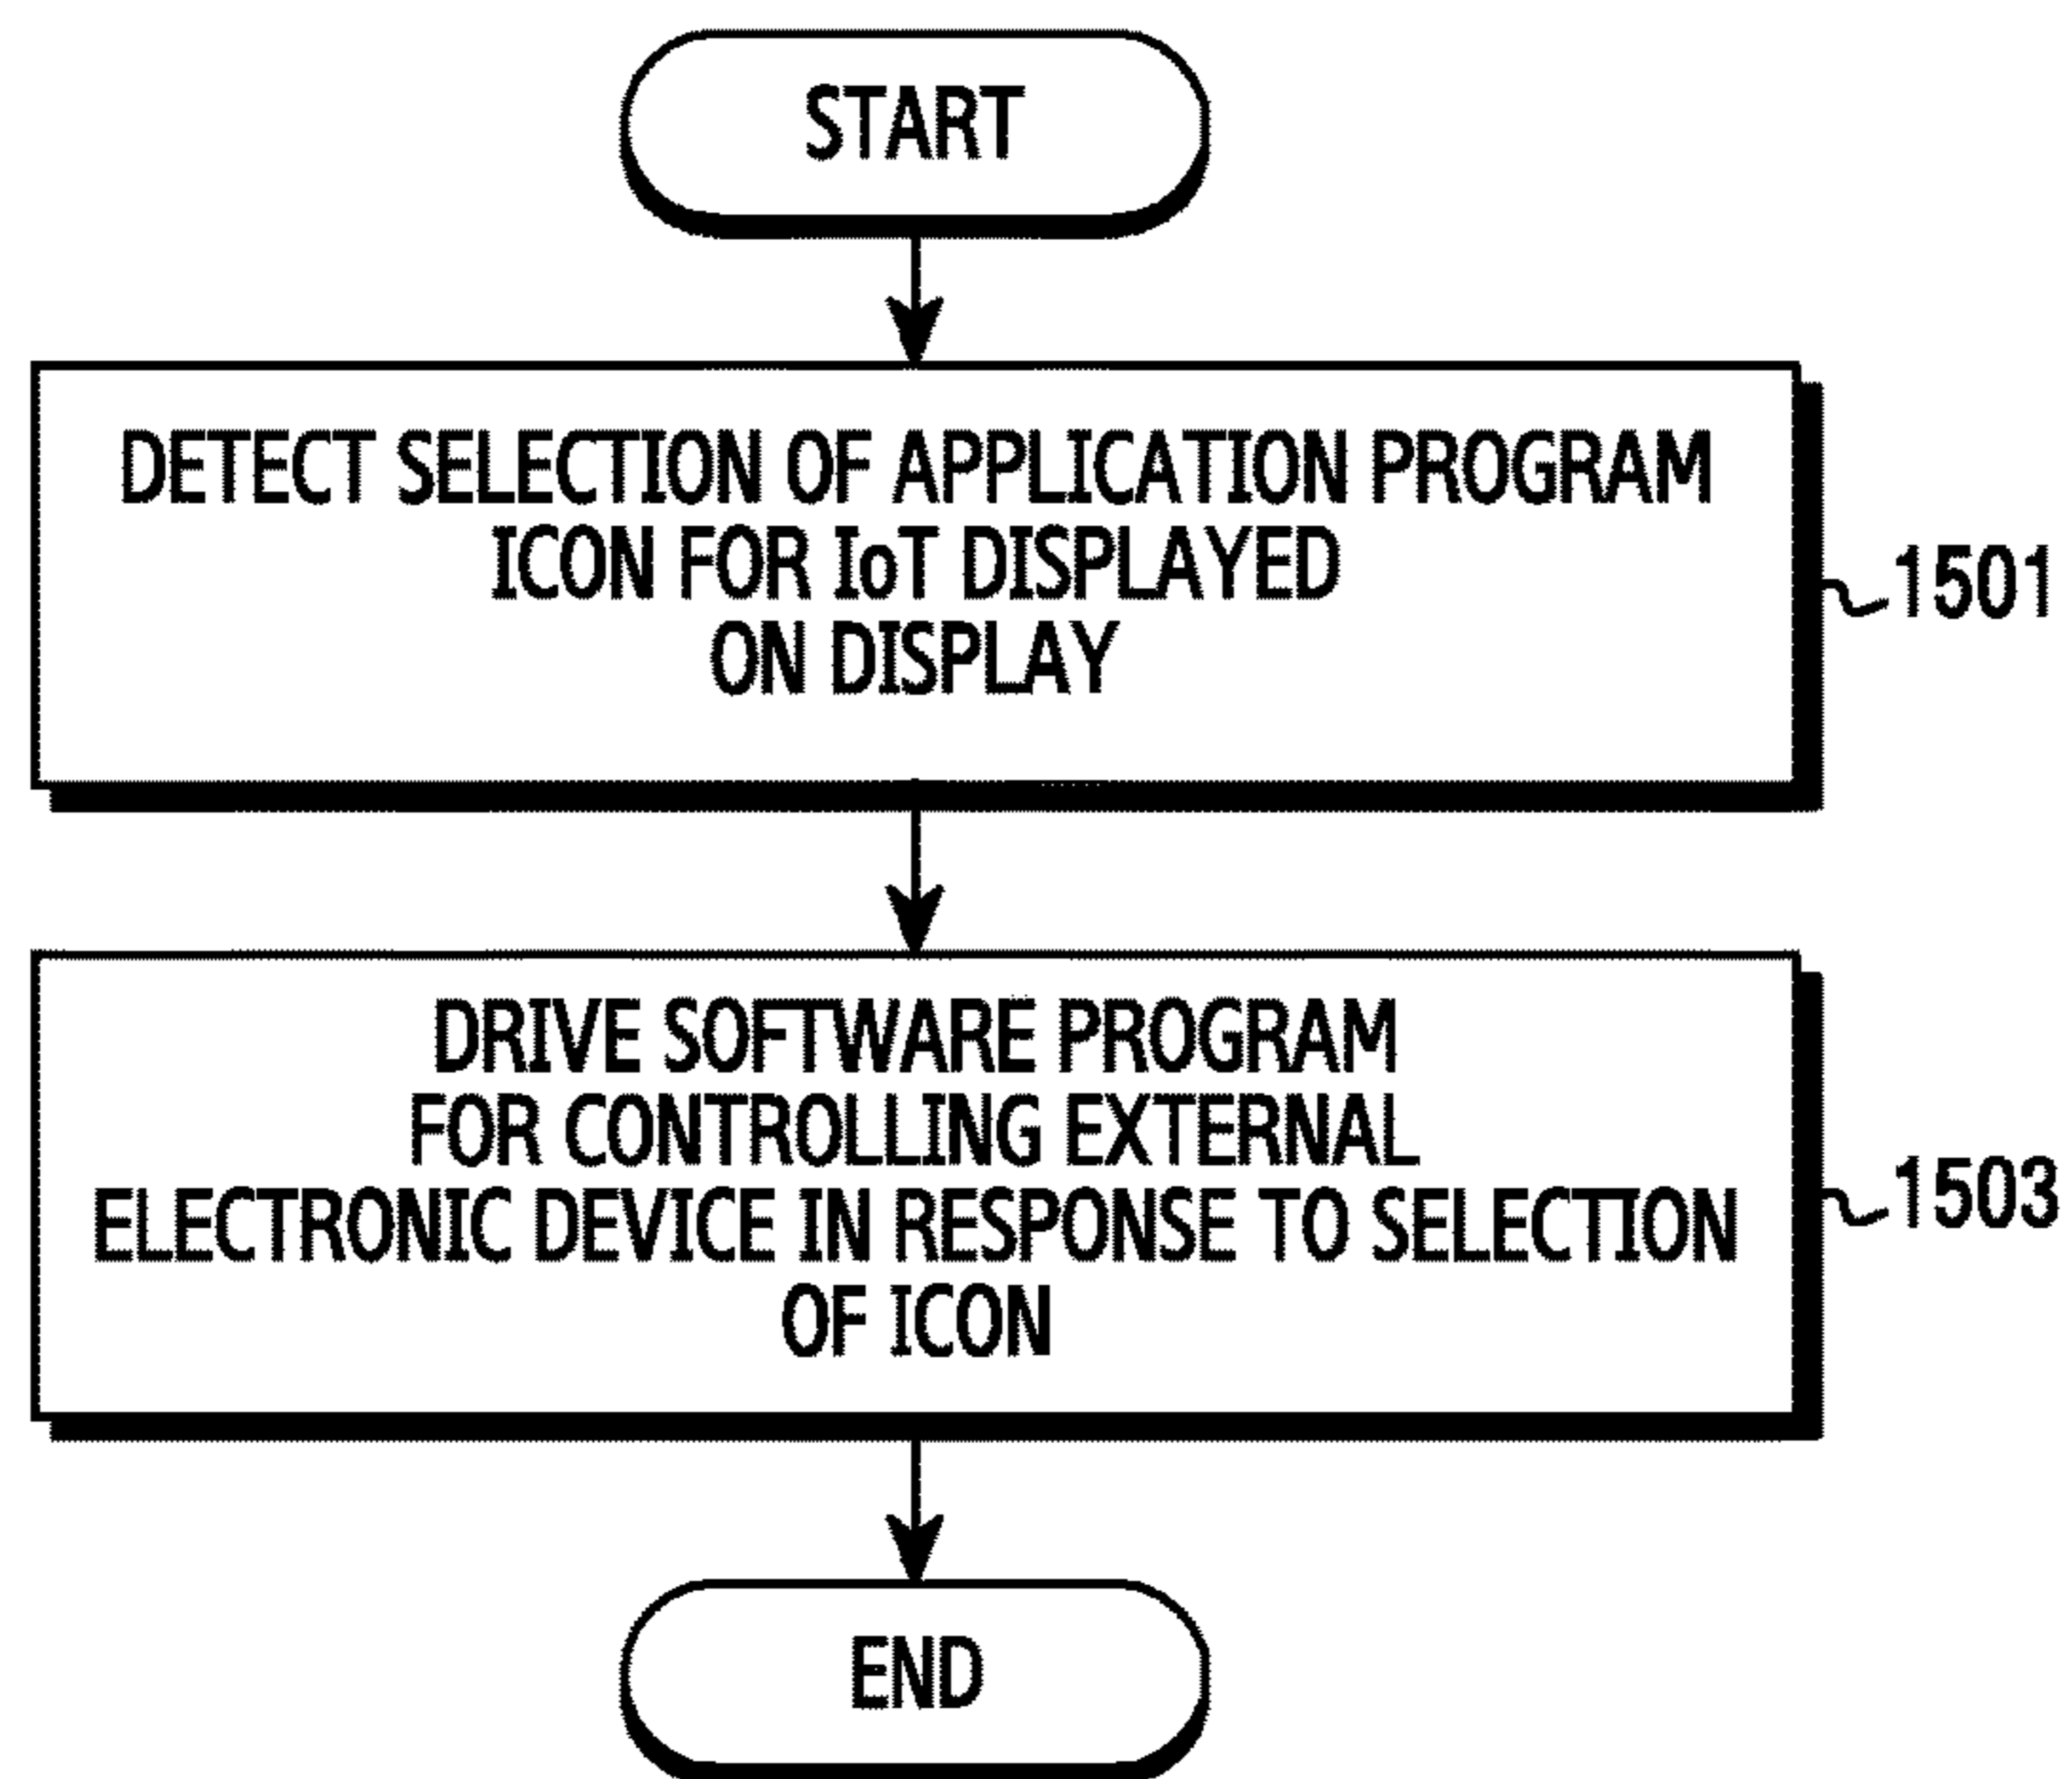 START
DETECT SELECTION OF APPLICATION PROGRAM
ICON FOR IoT DISPLAYED
ON DISPLAY
1501
DRIVE SOFTWARE PROGRAM
FOR CONTROLLING EXTERNAL
ELECTRONIC DEVICE IN RESPONSE TO SELECTION
OF ICON
1503
END